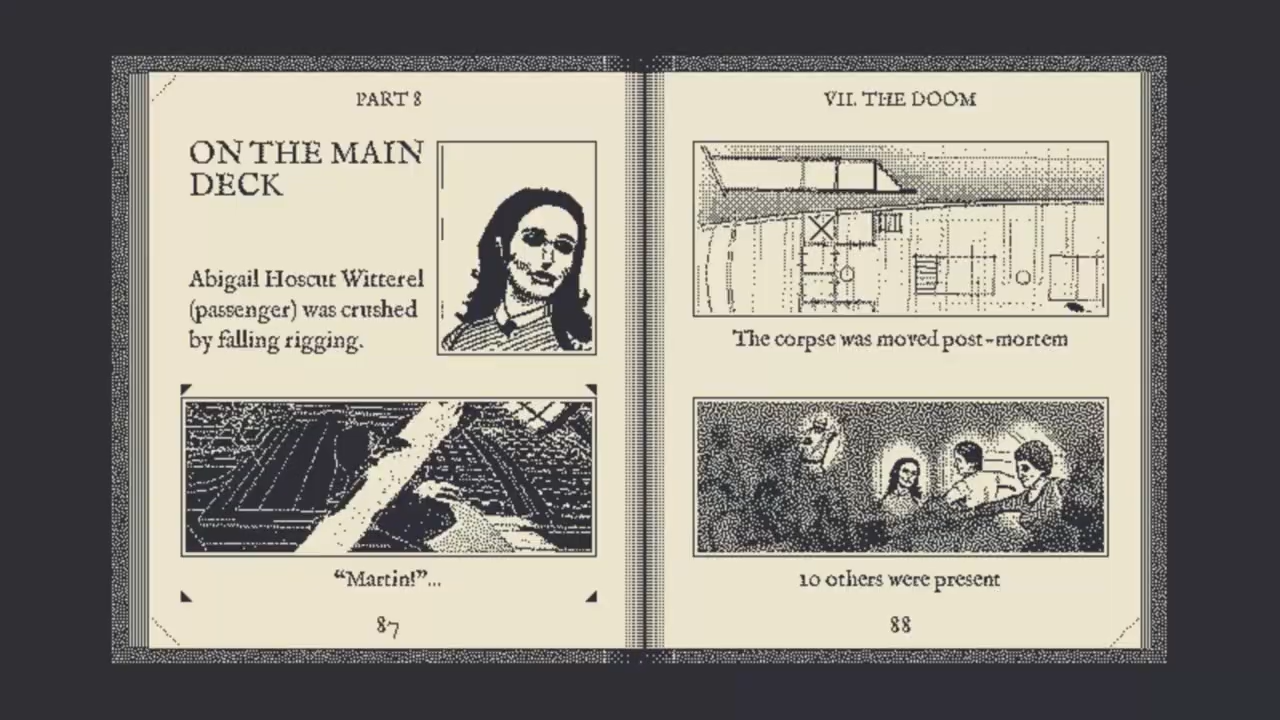 PART 8
ON THE MAIN
DECK
Abigail Hoscut Witterel
(passenger) was crushed
by falling rigging.
“Martin!”...
87
VII. THE DOOM
The corpse was moved post-mortem
10 others were present
88